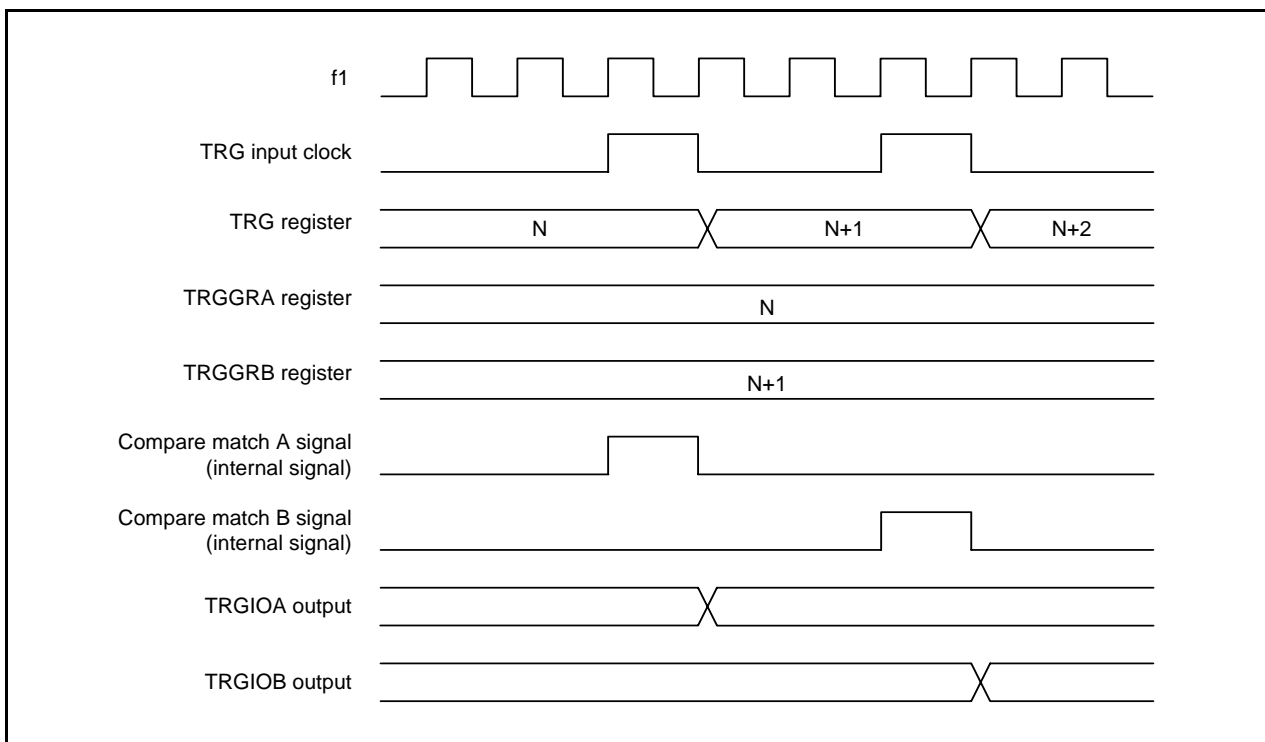 f1
TRG input clock
TRG register
N
N+1
N+2
TRGGRA register
N
TRGGRB register
N+1
Compare match A signal
(internal signal)
Compare match B signal
(internal signal)
TRGIOA output
TRGIOB output